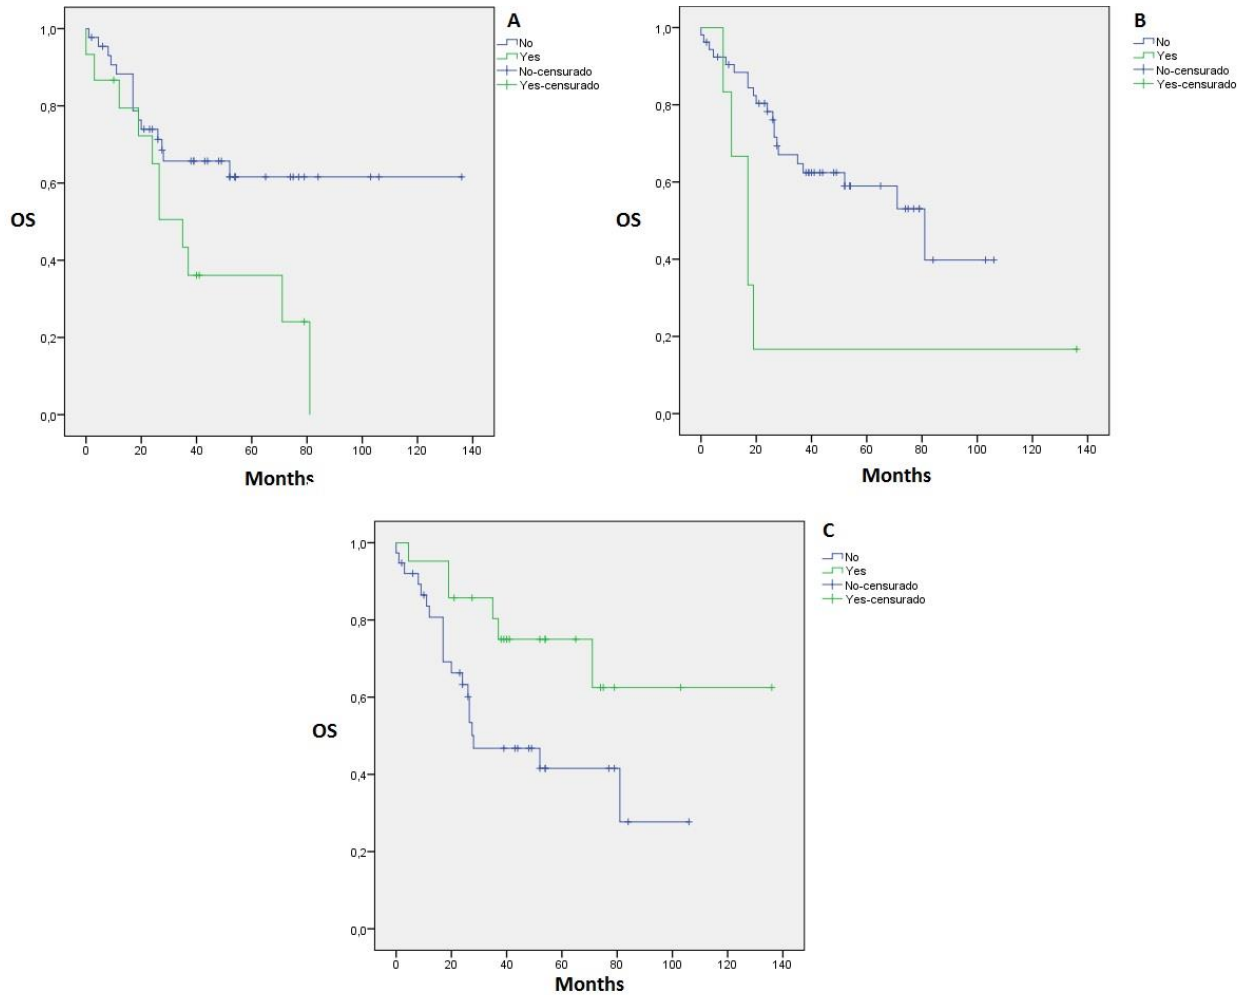 A
No
Yes
No-censurado
Yes-censurado
1,0
0,8
0,6
0,4
0,2
0,0
OS
0 20 40 60 80 100 120 140
Months
B
No
Yes
No-censurado
Yes-censurado
1,0
0,8
0,6
0,4
0,2
0,0
OS
0 20 40 60 80 100 120 140
Months
C
No
Yes
No-censurado
Yes-censurado
1,0
0,8
0,6
0,4
0,2
0,0
OS
0 20 40 60 80 100 120 140
Months